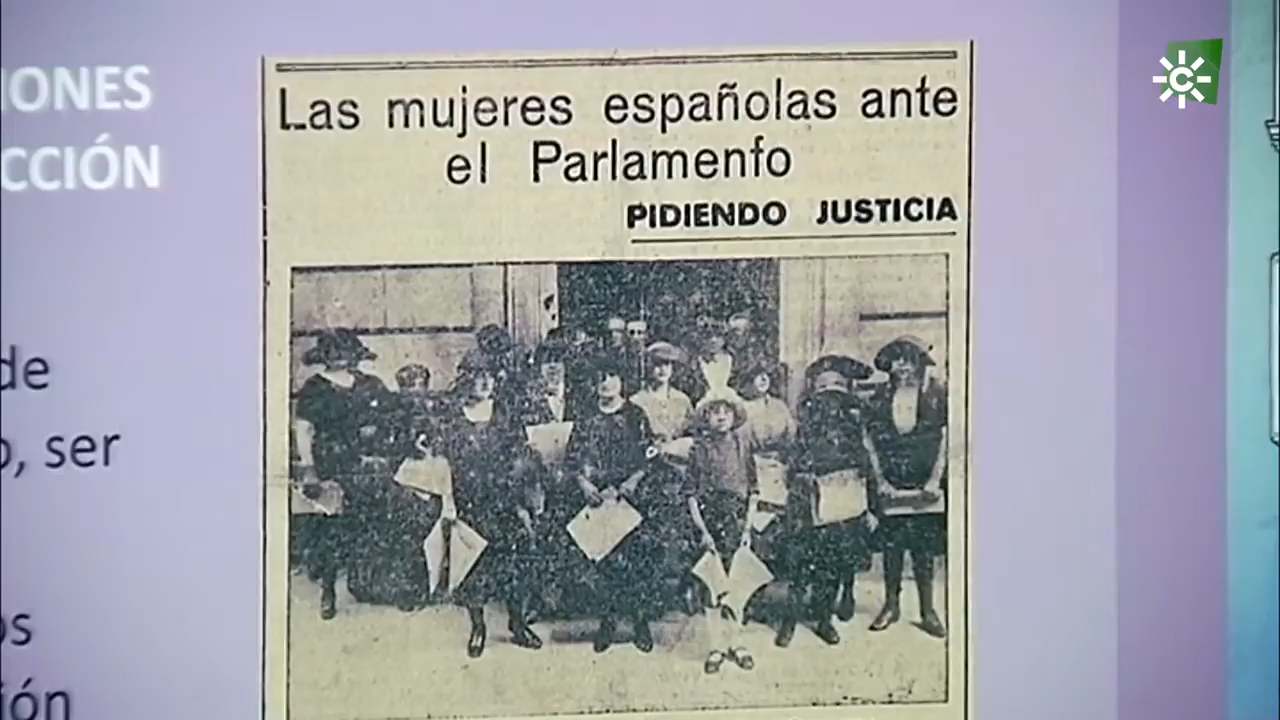 IONES
CCIÓN
de
o, ser
os
ión
Las mujeres españolas ante
el Parlamenfo
PIDIENDO JUSTICIA